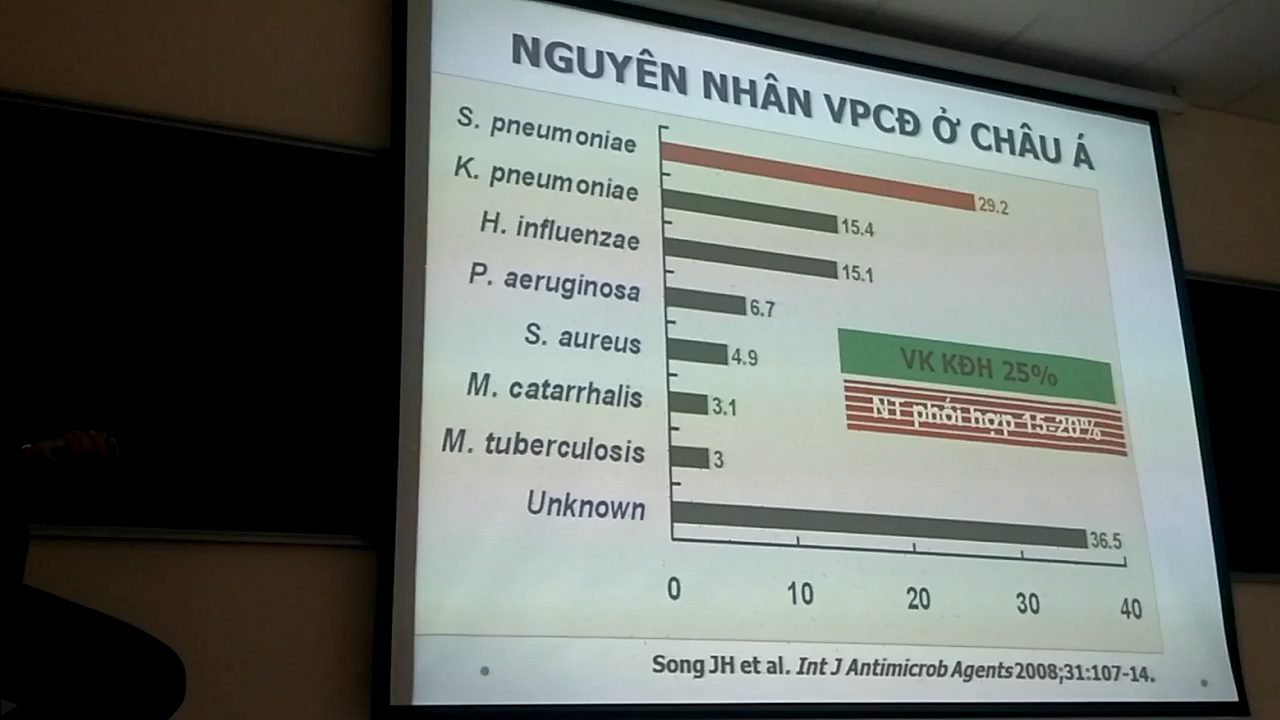 NGUYÊN NHÂN VPCĐ Ở CHÂU Á
S. pneumoniae 29.2
K. pneumoniae 15.4
H. influenzae 15.1
P. aeruginosa 6.7
S. aureus 4.9
M. catarrhalis 3.1
M. tuberculosis 3
Unknown 36.5
VK KĐH 25%
NT phối hợp 15-20%
0 10 20 30 40
Song JH et al. Int J Antimicrob Agents 2008;31:107-14.